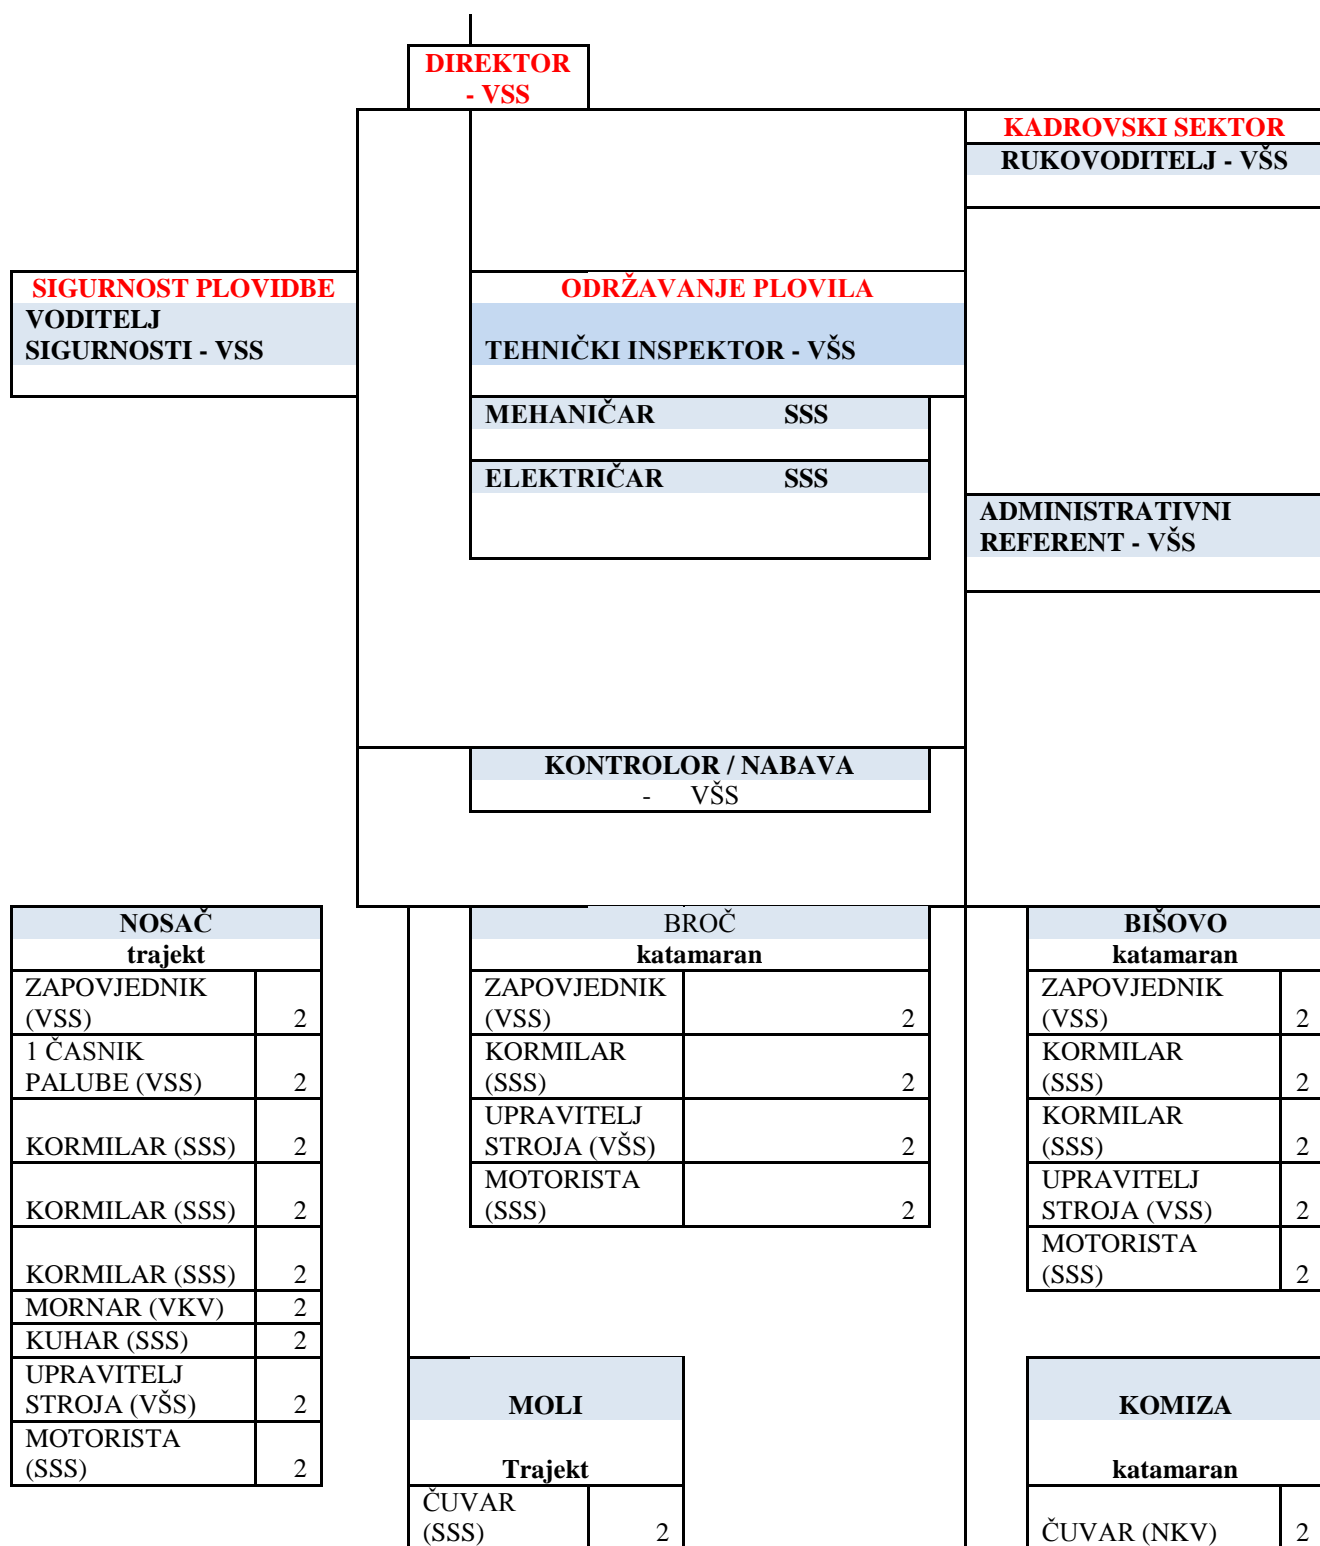 DIREKTOR
- VSS
KADROVSKI SEKTOR
RUKOVODITELJ - VŠS
SIGURNOST PLOVIDBE
VODITELJ
SIGURNOSTI - VSS
ODRŽAVANJE PLOVILA
TEHNIČKI INSPEKTOR - VŠS
MEHANIČAR SSS
ELEKTRIČAR SSS
ADMINISTRATIVNI
REFERENT - VŠS
KONTROLOR / NABAVA
- VŠS
NOSAČ
trajekt
ZAPOVJEDNIK
(VSS) 2
1 ČASNIK
PALUBE (VSS) 2
KORMILAR (SSS) 2
KORMILAR (SSS) 2
KORMILAR (SSS) 2
MORNAR (VKV) 2
KUHAR (SSS) 2
UPRAVITELJ
STROJA (VŠS) 2
MOTORISTA
(SSS) 2
BROČ
katamaran
ZAPOVJEDNIK
(VSS) 2
KORMILAR
(SSS) 2
UPRAVITELJ
STROJA (VŠS) 2
MOTORISTA
(SSS) 2
BIŠOVO
katamaran
ZAPOVJEDNIK
(VSS) 2
KORMILAR
(SSS) 2
KORMILAR
(SSS) 2
UPRAVITELJ
STROJA (VSS) 2
MOTORISTA
(SSS) 2
MOLI
Trajekt
ČUVAR
(SSS) 2
KOMIZA
katamaran
ČUVAR (NKV) 2